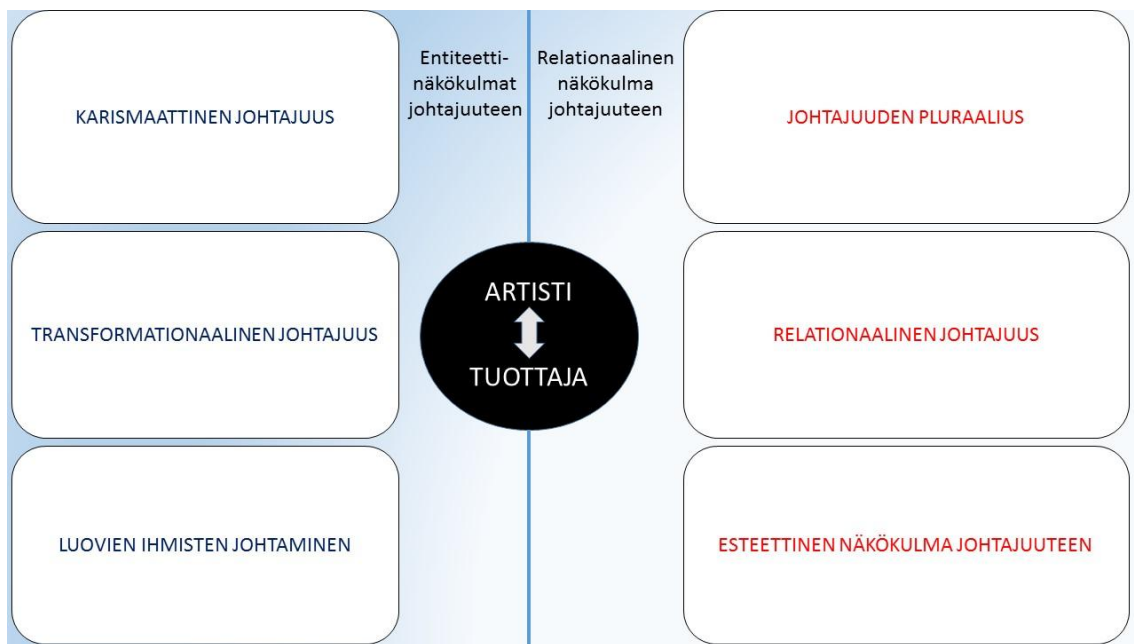 Entiteetti-
näkökulmat
johtajuuteen
Relationaalinen
näkökulma
johtajuuteen
KARISMAATTINEN JOHTAJUUS
JOHTAJUUDEN PLURAALIUS
TRANSFORMATIONAALINEN JOHTAJUUS
ARTISTI
TUOTTAJA
RELATIONAALINEN JOHTAJUUS
LUOVIEN IHMISTEN JOHTAMINEN
ESTEETTINEN NÄKÖKULMA JOHTAJUUTEEN